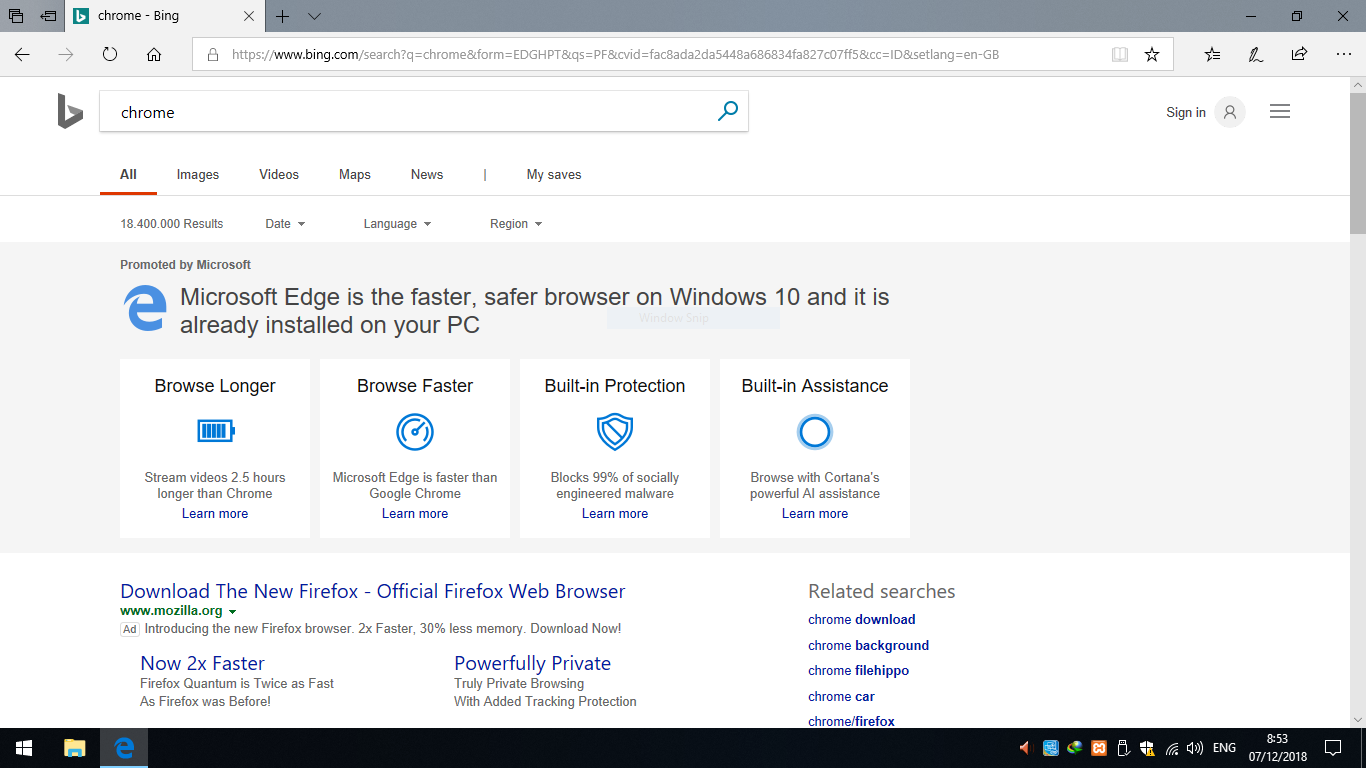 chrome - Bing
https://www.bing.com/search?q=chrome&form=EDGHPT&qs=PF&cvid=fac8ada2da5448a686834fa827c07ff5&cc=ID&setlang=en-GB
chrome
Sign in
All Images Videos Maps News | My saves
18.400.000 Results Date Language Region
Promoted by Microsoft
Microsoft Edge is the faster, safer browser on Windows 10 and it is
already installed on your PC
Window Snip
Browse Longer
Stream videos 2.5 hours
longer than Chrome
Learn more
Browse Faster
Microsoft Edge is faster than
Google Chrome
Learn more
Built-in Protection
Blocks 99% of socially
engineered malware
Learn more
Built-in Assistance
Browse with Cortana's
powerful AI assistance
Learn more
Download The New Firefox - Official Firefox Web Browser
www.mozilla.org
Ad Introducing the new Firefox browser. 2x Faster, 30% less memory. Download Now!
Now 2x Faster
Firefox Quantum is Twice as Fast
As Firefox was Before!
Powerfully Private
Truly Private Browsing
With Added Tracking Protection
Related searches
chrome download
chrome background
chrome filehippo
chrome car
chrome/firefox
ENG
8:53
07/12/2018